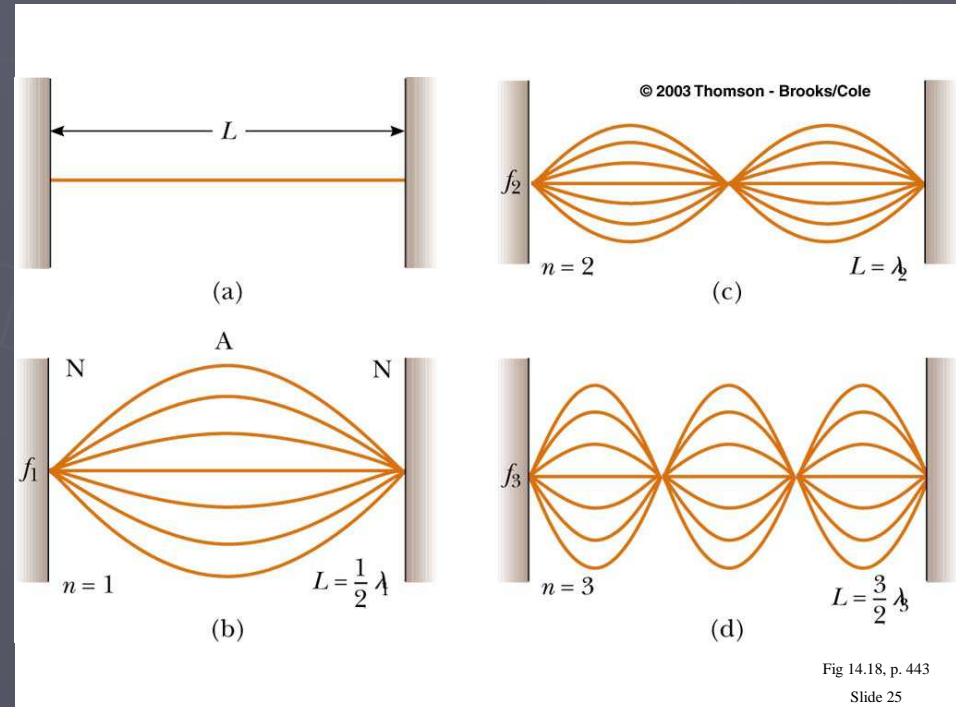 L
(a)
N A N
f1
n = 1
L = 1/2 λ1
(b)
© 2003 Thomson - Brooks/Cole
f2
n = 2
L = λ2
(c)
f3
n = 3
L = 3/2 λ3
(d)
Fig 14.18, p. 443
Slide 25